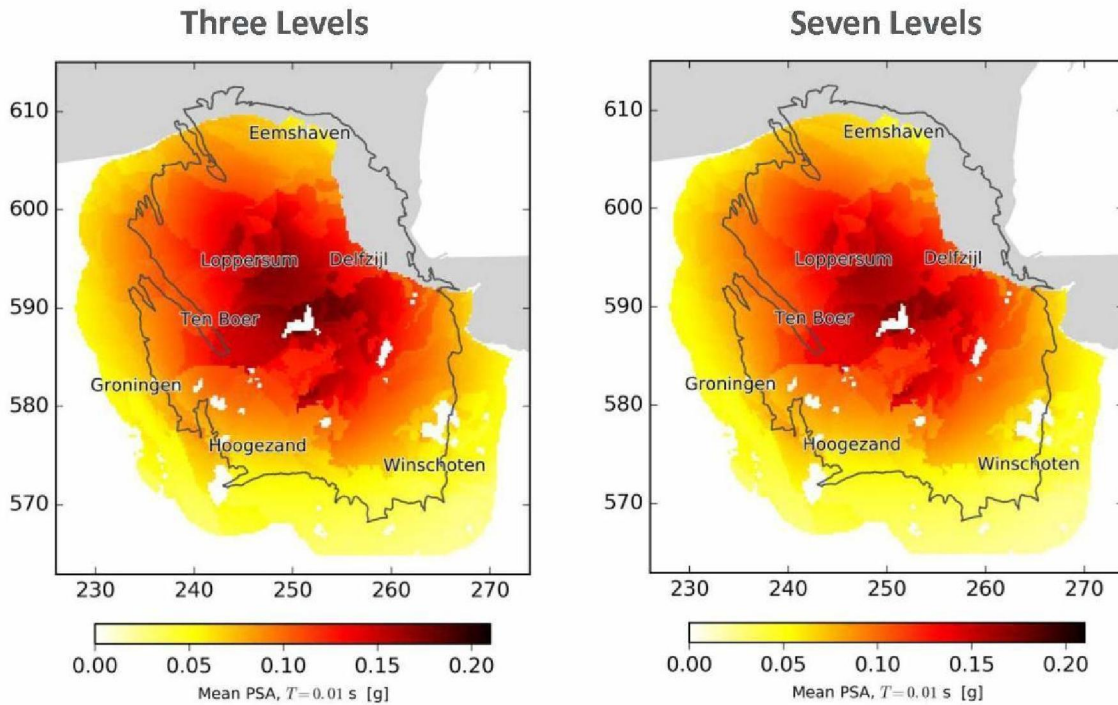 Three Levels
610
600
590
580
570
230 240 250 260 270
Eemshaven
Loppersum Delfzijl
Ten Boer
Groningen
Hoogezand
Winschoten
0.00 0.05 0.10 0.15 0.20
Mean PSA, T=0.01 s [g]
Seven Levels
610
600
590
580
570
230 240 250 260 270
Eemshaven
Loppersum Delfzijl
Ten Boer
Groningen
Hoogezand
Winschoten
0.00 0.05 0.10 0.15 0.20
Mean PSA, T=0.01 s [g]